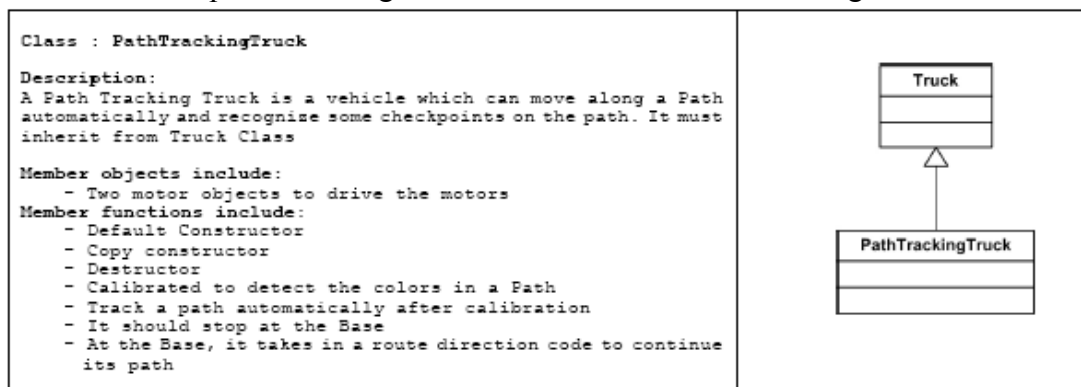 Class : PathTrackingTruck
Description:
A Path Tracking Truck is a vehicle which can move along a Path
automatically and recognize some checkpoints on the path. It must
inherit from Truck Class
Member objects include:
- Two motor objects to drive the motors
Member functions include:
- Default Constructor
- Copy constructor
- Destructor
- Calibrated to detect the colors in a Path
- Track a path automatically after calibration
- It should stop at the Base
- At the Base, it takes in a route direction code to continue
its path
Truck
PathTrackingTruck